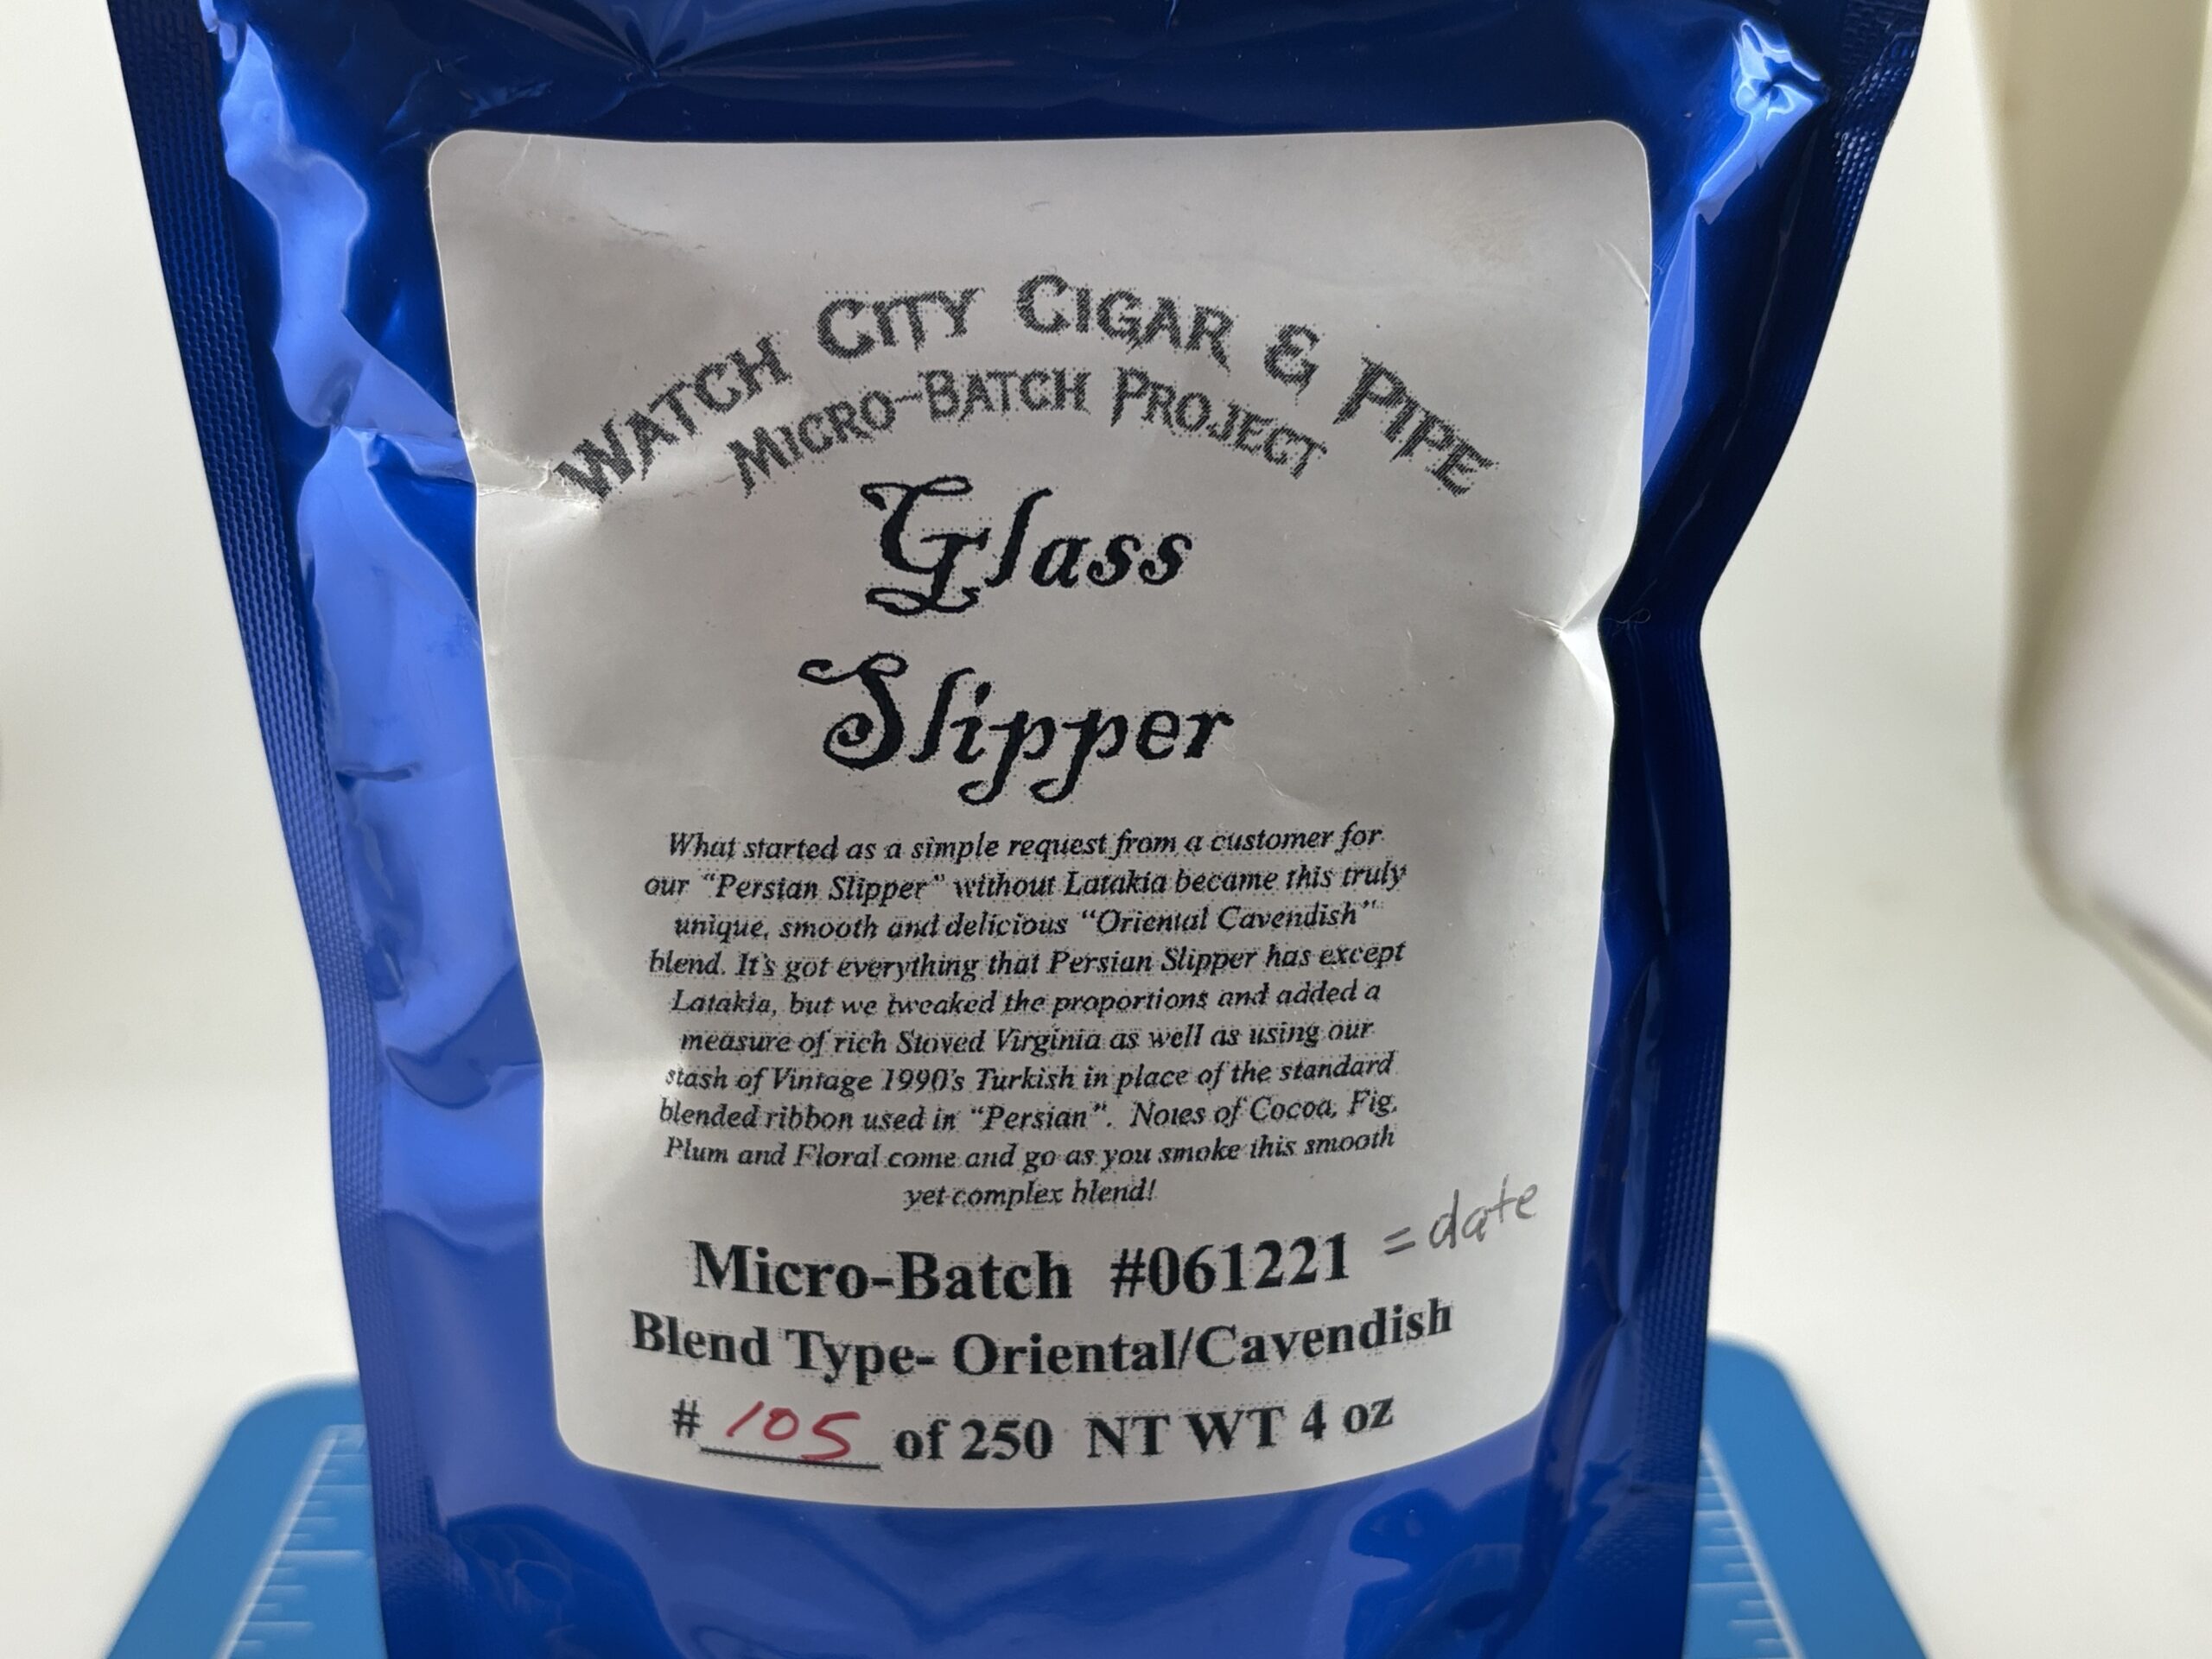 WATCH CITY CIGAR & PIPE
MICRO-BATCH PROJECT
Glass
Slipper
What started as a simple request from a customer for
our "Persian Slipper" without Latakia became this truly
unique, smooth and delicious "Oriental Cavendish"
blend. It's got everything that Persian Slipper has except
Latakia, but we tweaked the proportions and added a
measure of rich Stoved Virginia as well as using our
stash of Vintage 1990's Turkish in place of the standard
blended ribbon used in "Persian". Notes of Cocoa, Fig,
Plum and Floral come and go as you smoke this smooth
yet complex blend!
Micro-Batch #061221 = date
Blend Type- Oriental/Cavendish
# 105 of 250 NT WT 4 oz